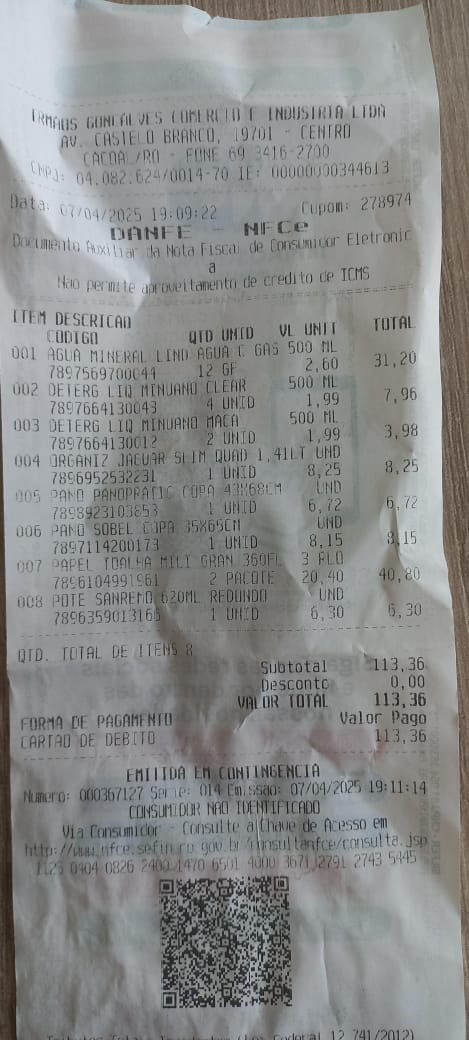 IRMAOS GONCALVES COMERCIO E INDUSTRIA LTDA
AV. CASTELO BRANCO, 19701 - CENTRO
CACOAL/RO - FONE 69 3416-2700
CNPJ: 04.082.624/0014-70 IE: 00000000344613
Data: 07/04/2025 19:09:22 Cupom: 278974
DANFE - NFCe
Documento Auxiliar da Nota Fiscal de Consumidor Eletronic
a
Nao permite aproveitamento de credito de ICMS
ITEM DESCRICAO
CODIGO QTD UNID VL UNIT TOTAL
001 AGUA MINERAL LIND AGUA C GAS 500 ML
7897569700044 12 GF 2,60 31,20
002 DETERG LIQ MINUANO CLEAR 500 ML
7897664130043 4 UNID 1,99 7,96
003 DETERG LIQ MINUANO MACA 500 ML
7897664130012 2 UNID 1,99 3,98
004 ORGANIZ JAGUAR SLIM QUAD 1,41LT UND
7896952532231 1 UNID 8,25 8,25
005 PANO PANOPRATIC COPA 43X68CM UND
7898923103853 1 UNID 6,72 6,72
006 PANO SOBEL COPA 35X65CM UND
7897114200173 1 UNID 8,15 8,15
007 PAPEL TOALHA MILI GRAN 360FL 3 RLO
7896104991961 2 PACOTE 20,40 40,80
008 POTE SANREMO 620ML REDONDO UND
7896359013165 1 UNID 6,30 6,30
QTD. TOTAL DE ITENS 8
Subtotal 113,36
Desconto 0,00
VALOR TOTAL 113,36
FORMA DE PAGAMENTO Valor Pago
CARTAO DE DEBITO 113,36
EMITIDA EM CONTINGENCIA
Numero: 000367127 Serie: 014 Emissao: 07/04/2025 19:11:14
CONSUMIDOR NAO IDENTIFICADO
Via Consumidor - Consulte a Chave de Acesso em
http://www.nfce.sefin.ro.gov.br/consultanfce/consulta.jsp
1125 0404 0826 2400 1470 6501 4000 3671 2791 2743 5445
12.741/2012)